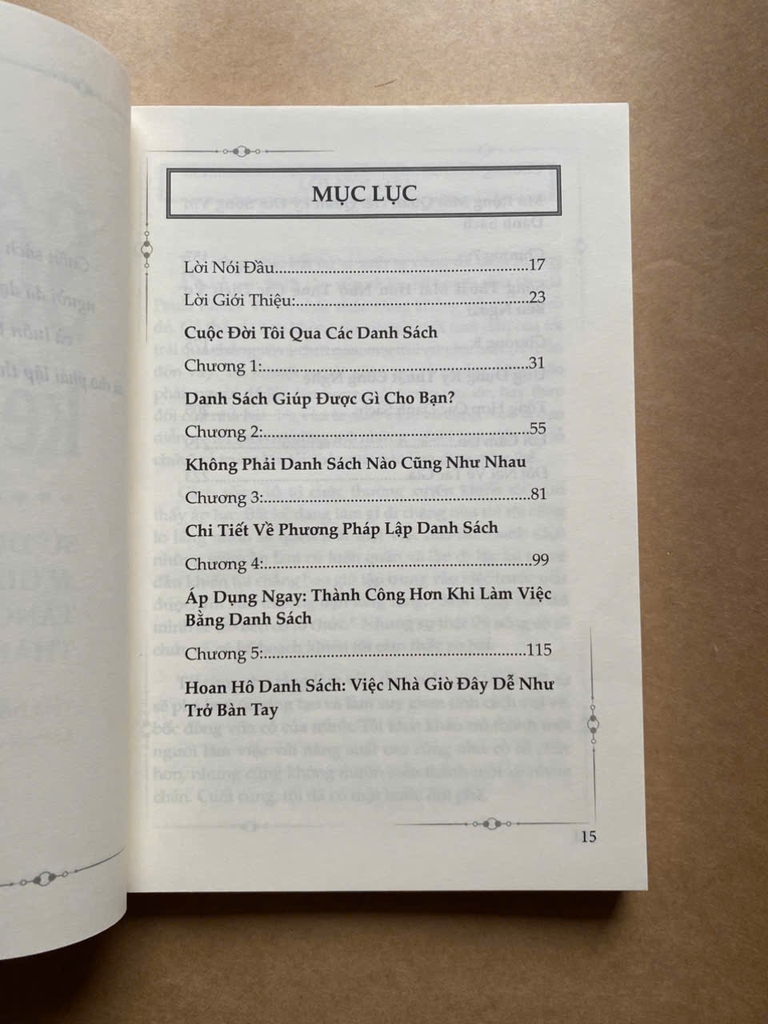 MỤC LỤC
Lời Nói Đầu..........................................................17
Lời Giới Thiệu:.....................................................23
Cuộc Đời Tôi Qua Các Danh Sách
Chương 1:.............................................................31
Danh Sách Giúp Được Gì Cho Bạn?
Chương 2:.............................................................55
Không Phải Danh Sách Nào Cũng Như Nhau
Chương 3:.............................................................81
Chi Tiết Về Phương Pháp Lập Danh Sách
Chương 4:.............................................................99
Áp Dụng Ngay: Thành Công Hơn Khi Làm Việc
Bằng Danh Sách
Chương 5:............................................................115
Hoan Hô Danh Sách: Việc Nhà Giờ Đây Dễ Như
Trở Bàn Tay
15